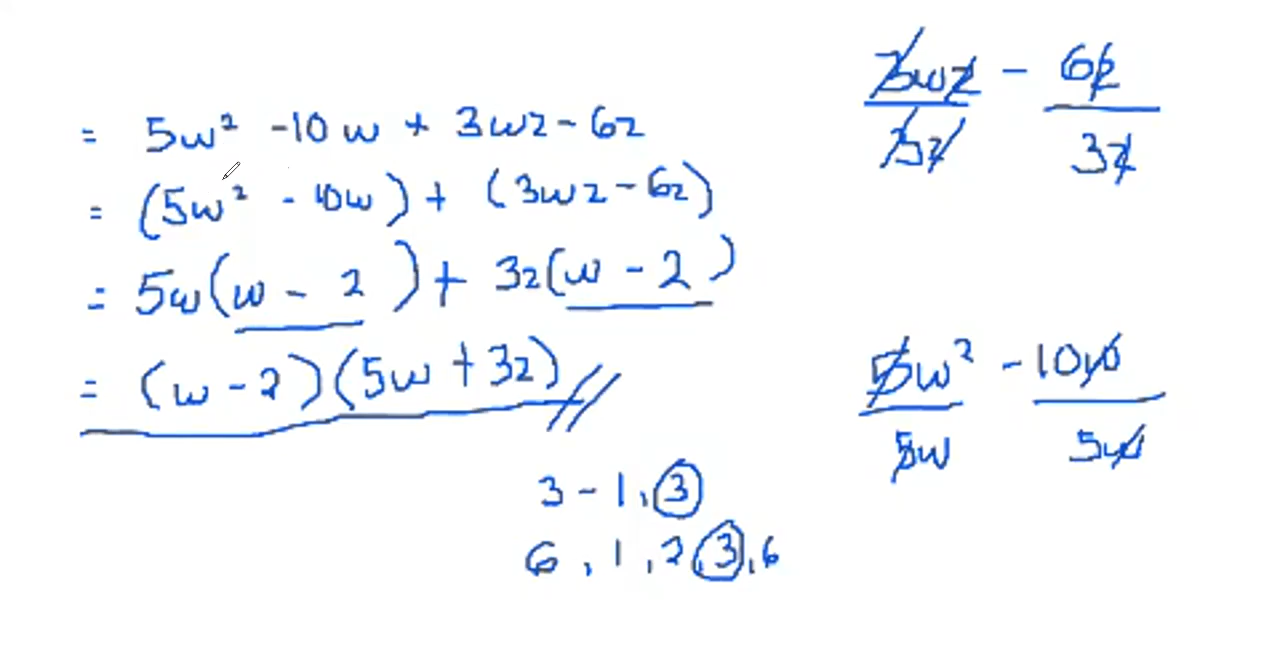 = 5w² -10w + 3wz - 6z
= (5w² - 10w) + (3wz - 6z)
= 5w(w - 2) + 3z(w - 2)
= (w - 2)(5w + 3z)//
3 - 1, 3
6, 1, 2, 3, 6
3wz - 6z
3z 3z
5w² - 10w
5w 5w